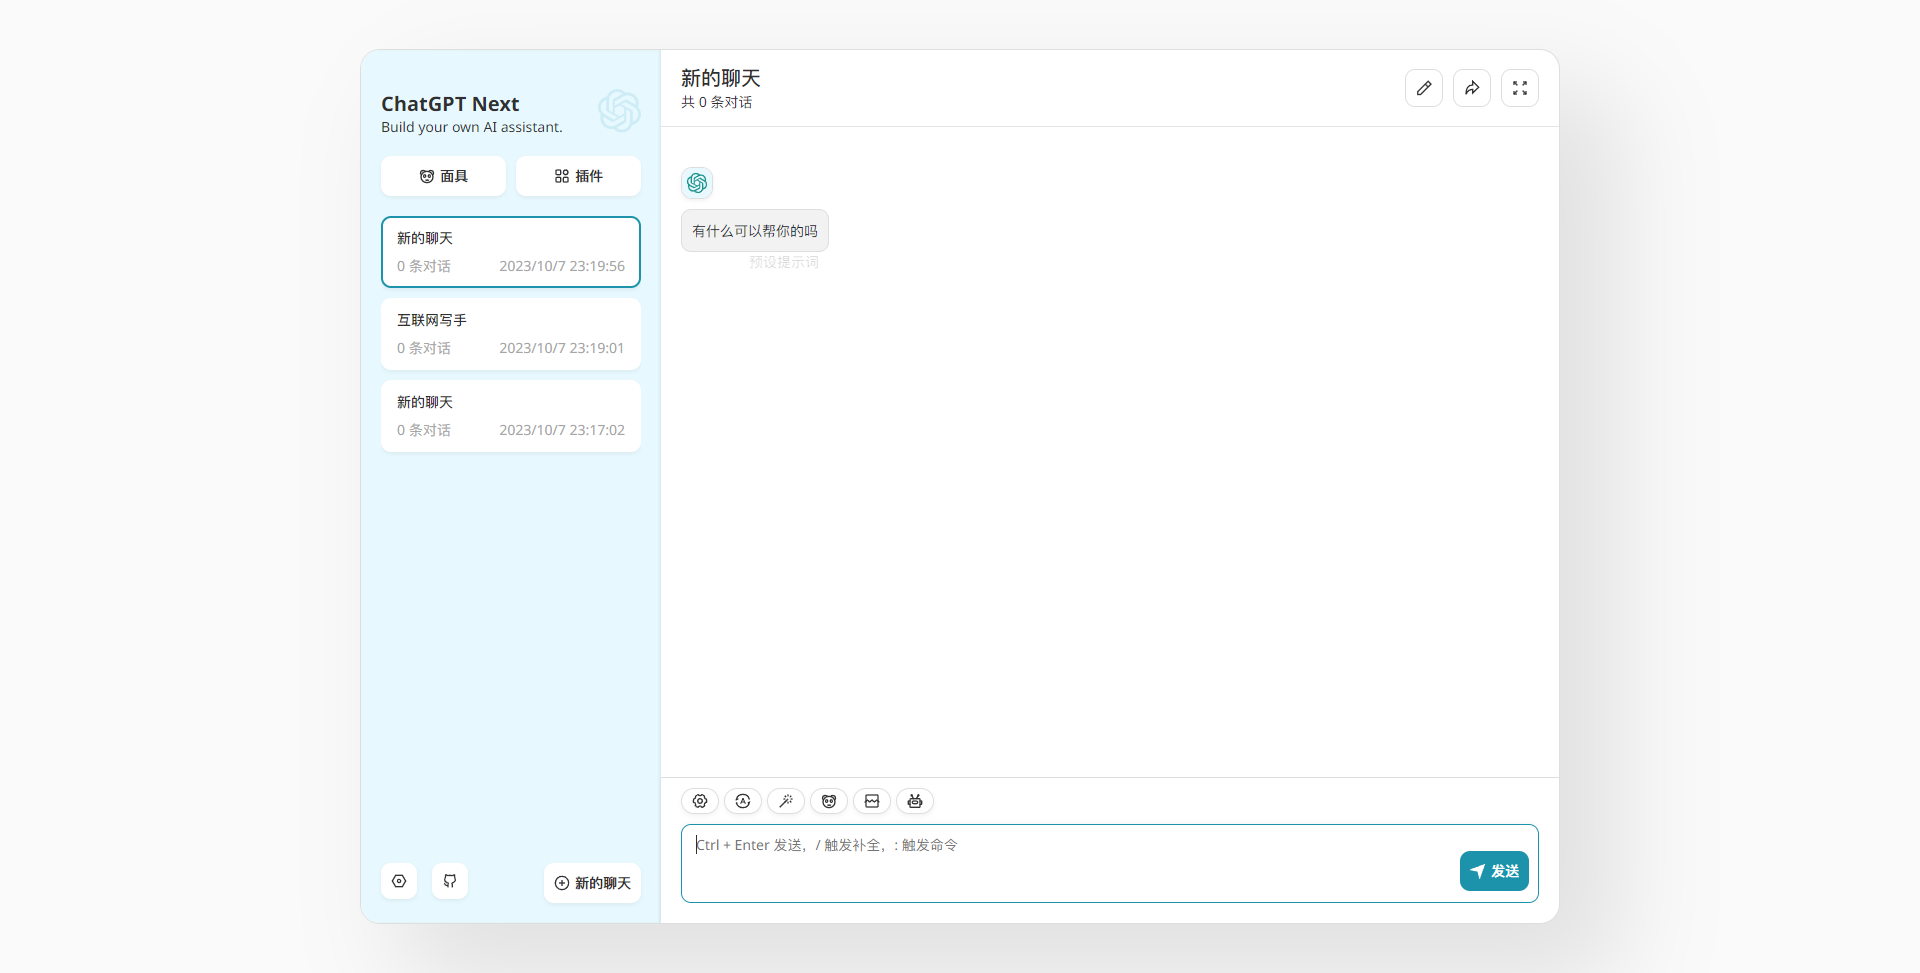 ChatGPT Next
Build your own AI assistant.
面具
插件
新的聊天
0 条对话 2023/10/7 23:19:56
互联网写手
0 条对话 2023/10/7 23:19:01
新的聊天
0 条对话 2023/10/7 23:17:02
新的聊天
新的聊天
共 0 条对话
有什么可以帮你的吗
预设提示词
Ctrl + Enter 发送，/ 触发补全，: 触发命令
发送